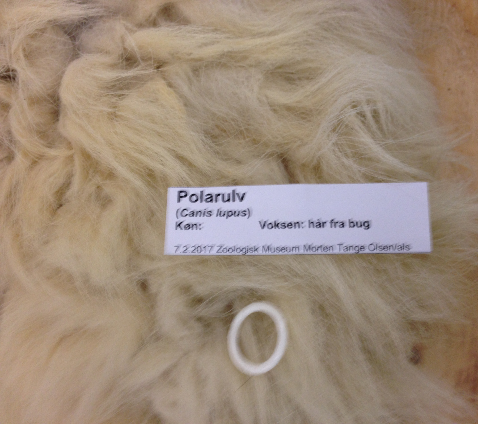 Polarulv
(Canis lupus)
Køn: Voksen: hår fra bug
7.2.2017 Zoologisk Museum Morten Tange Olsen/als